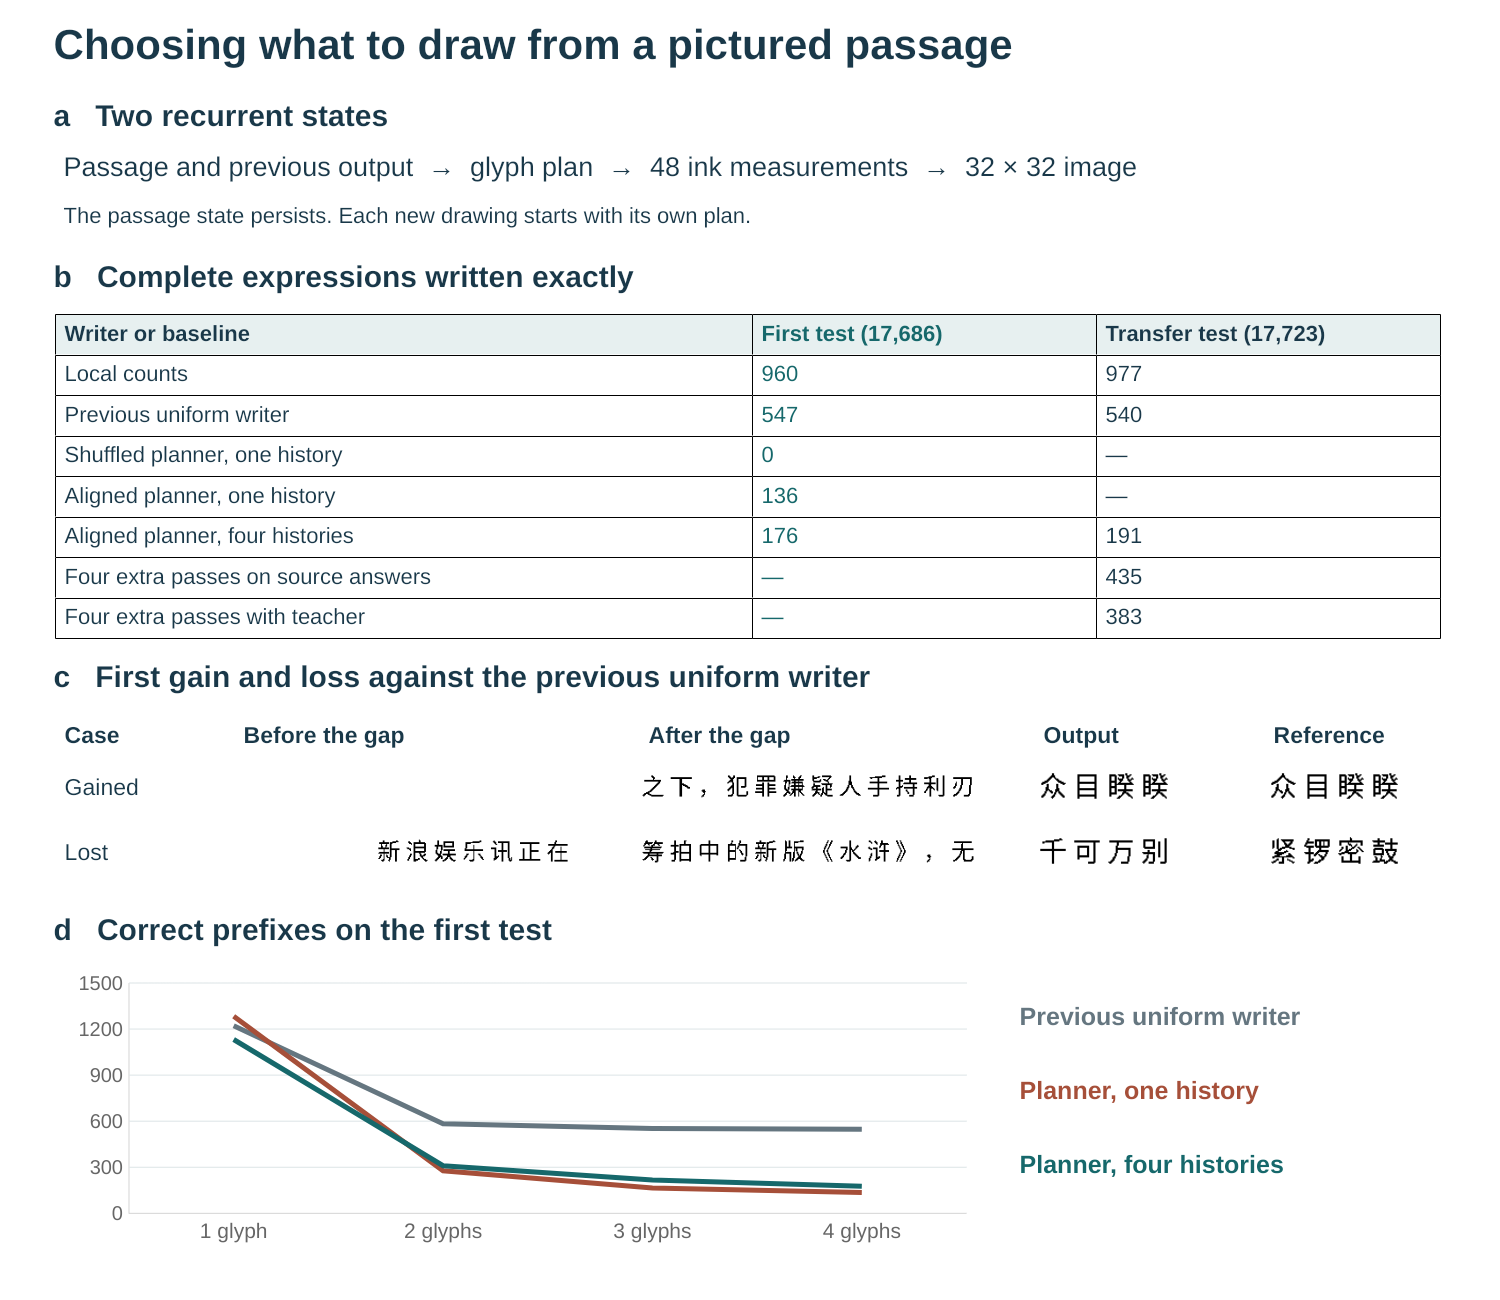 Choosing what to draw from a pictured passage
a Two recurrent states
Passage and previous output → glyph plan → 48 ink measurements → 32 × 32 image
The passage state persists. Each new drawing starts with its own plan.
b Complete expressions written exactly
Writer or baseline First test (17,686) Transfer test (17,723)
Local counts 960 977
Previous uniform writer 547 540
Shuffled planner, one history 0 —
Aligned planner, one history 136 —
Aligned planner, four histories 176 191
Four extra passes on source answers — 435
Four extra passes with teacher — 383
c First gain and loss against the previous uniform writer
Case Before the gap After the gap Output Reference
Gained 之下，犯罪嫌疑人手持利刃 众目睽睽 众目睽睽
Lost 新浪娱乐讯正在 筹拍中的新版《水浒》，无 千可万别 紧锣密鼓
d Correct prefixes on the first test
1500
1200
900
600
300
0
1 glyph 2 glyphs 3 glyphs 4 glyphs
Previous uniform writer
Planner, one history
Planner, four histories